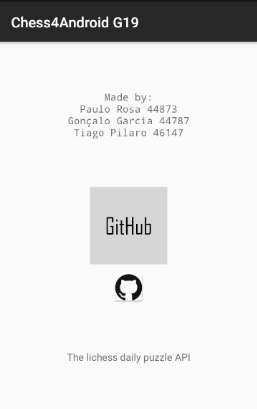 Chess4Android G19
Made by:
Paulo Rosa 44873
Gonçalo Garcia 44787
Tiago Pilaro 46147
GitHub
The lichess daily puzzle API